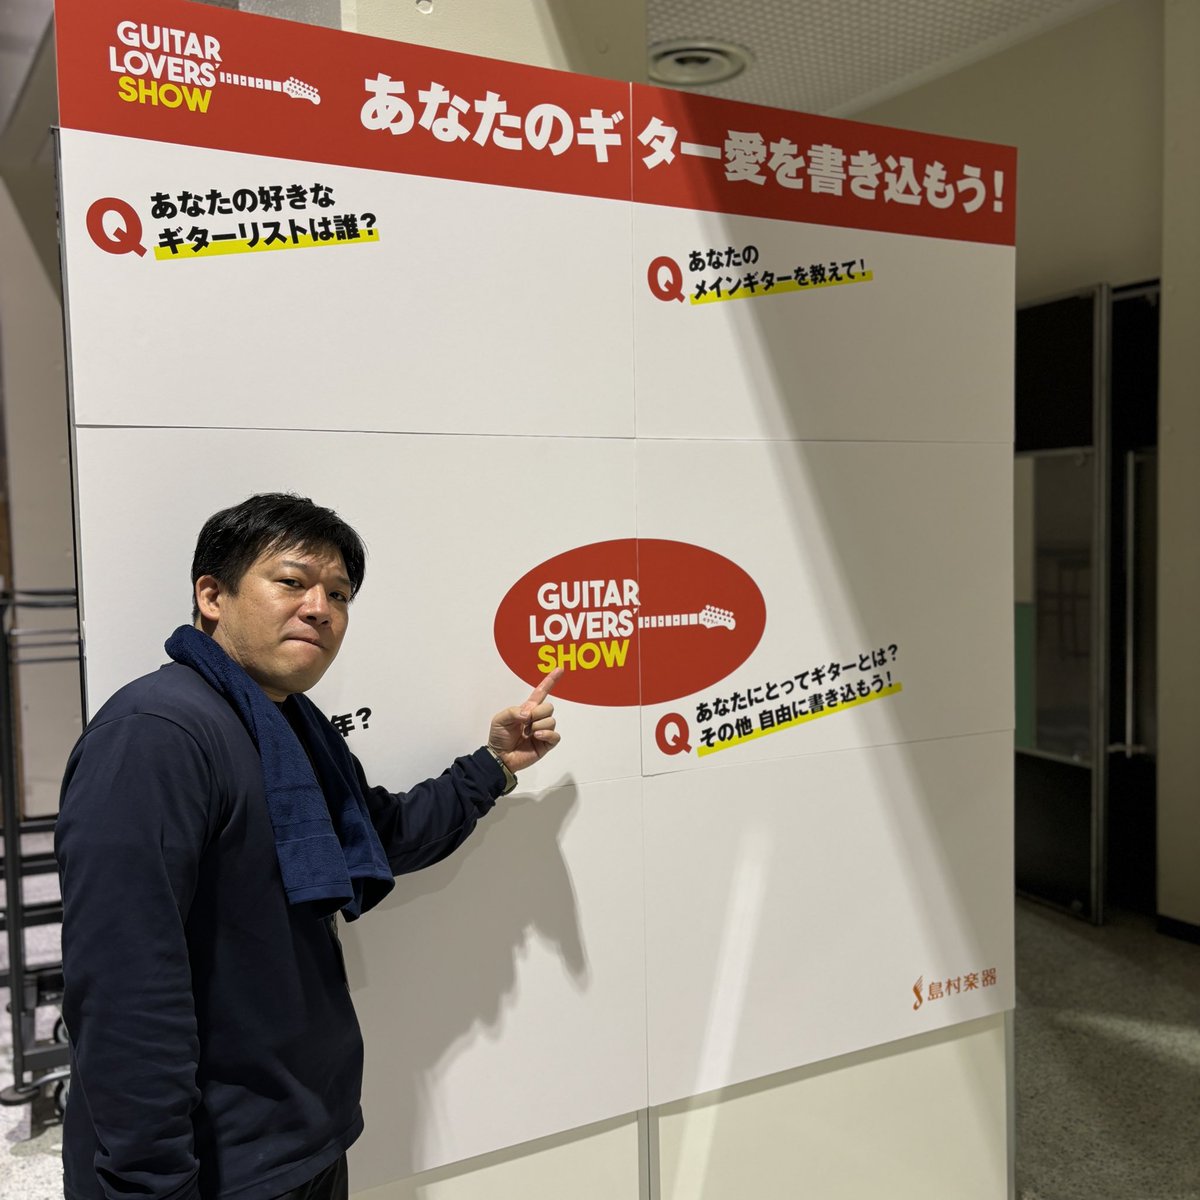 GUITAR
LOVERS'
SHOW
あなたのギター愛を書き込もう！
Q あなたの好きな
ギターリストは誰？
Q あなたの
メインギターを教えて！
GUITAR
LOVERS'
SHOW
年？
Q あなたにとってギターとは？
その他 自由に書き込もう！
島村楽器